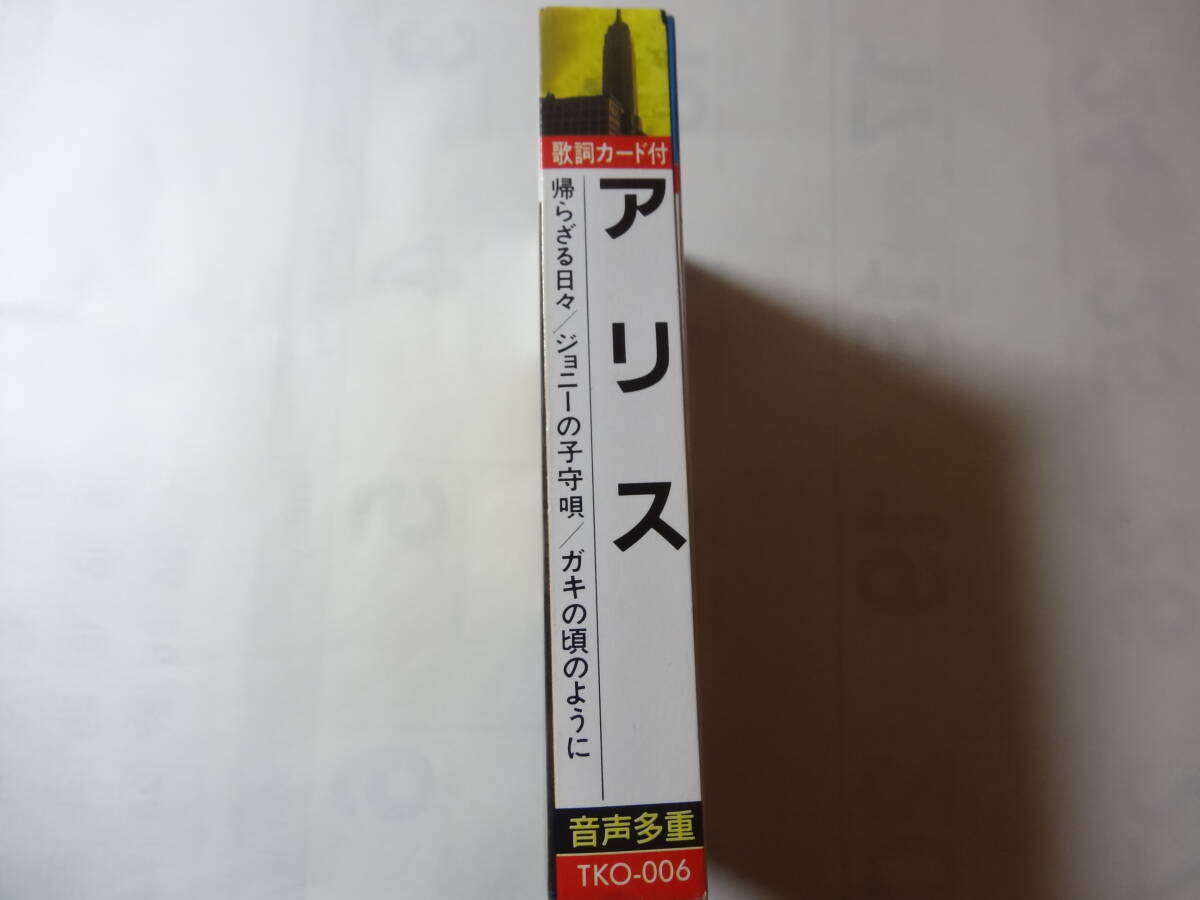 歌詞カード付
アリス
帰らざる日々／ジョニーの子守唄／ガキの頃のように
音声多重
TKO-006